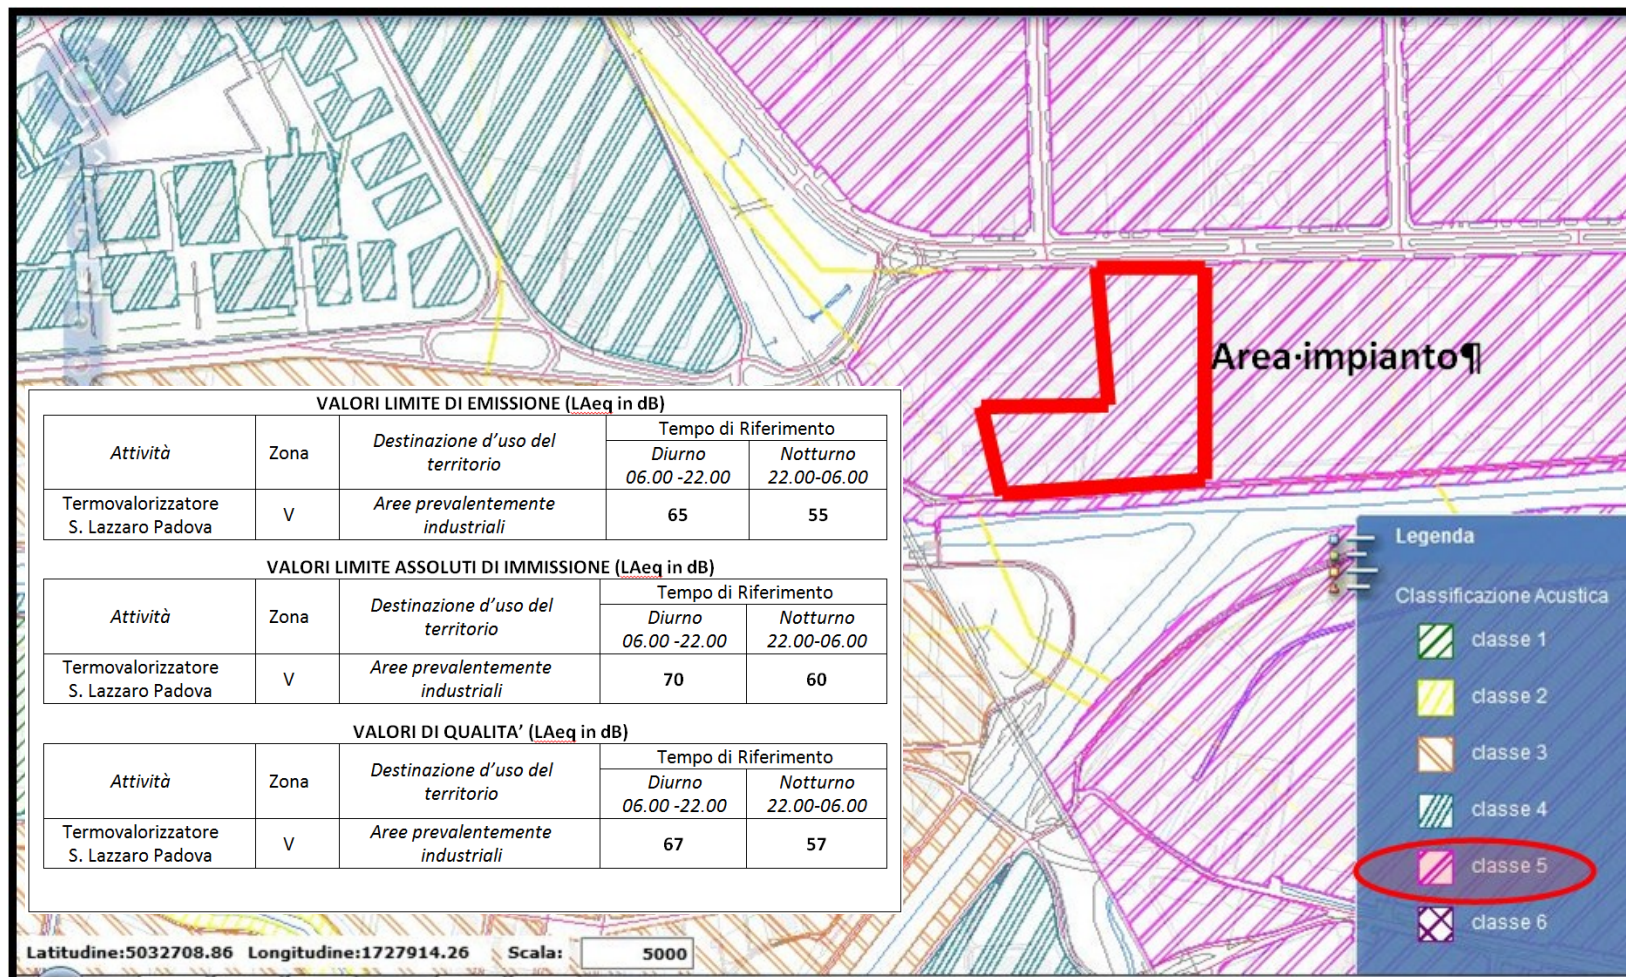 Area·impianto¶
VALORI LIMITE DI EMISSIONE (LAeq in dB)
Attività
Zona
Destinazione d'uso del
territorio
Tempo di Riferimento
Diurno
06.00 -22.00
Notturno
22.00-06.00
Termovalorizzatore
S. Lazzaro Padova
V
Aree prevalentemente
industriali
65
55
VALORI LIMITE ASSOLUTI DI IMMISSIONE (LAeq in dB)
Attività
Zona
Destinazione d'uso del
territorio
Tempo di Riferimento
Diurno
06.00 -22.00
Notturno
22.00-06.00
Termovalorizzatore
S. Lazzaro Padova
V
Aree prevalentemente
industriali
70
60
VALORI DI QUALITA' (LAeq in dB)
Attività
Zona
Destinazione d'uso del
territorio
Tempo di Riferimento
Diurno
06.00 -22.00
Notturno
22.00-06.00
Termovalorizzatore
S. Lazzaro Padova
V
Aree prevalentemente
industriali
67
57
Legenda
Classificazione Acustica
classe 1
classe 2
classe 3
classe 4
classe 5
classe 6
Latitudine:5032708.86 Longitudine:1727914.26 Scala: 5000